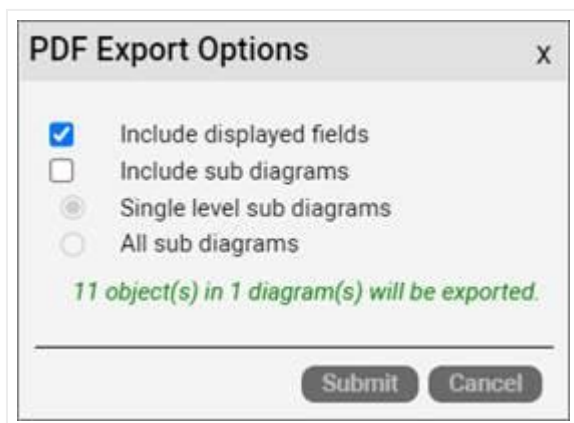 PDF Export Options x
Include displayed fields
Include sub diagrams
Single level sub diagrams
All sub diagrams
11 object(s) in 1 diagram(s) will be exported.
Submit Cancel